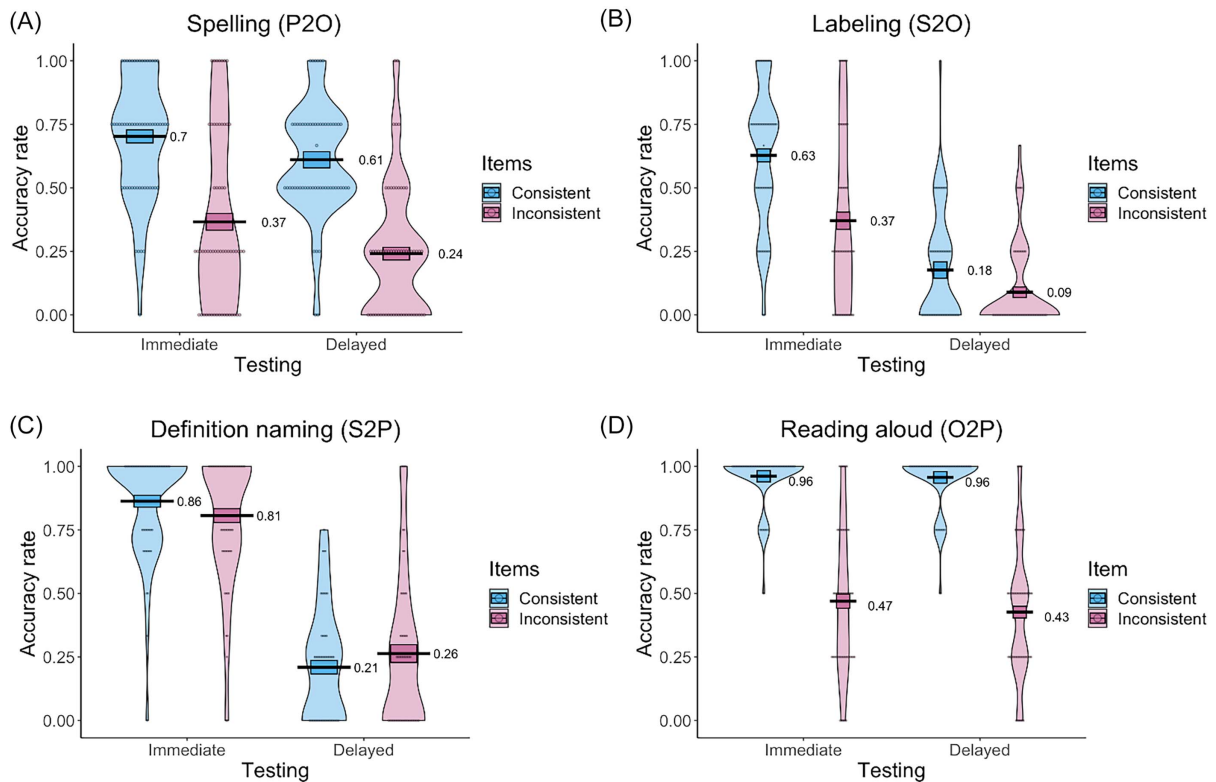 (A) Spelling (P2O)
Accuracy rate
1.00
0.75
0.50
0.25
0.00
0.7
0.37
0.61
0.24
Immediate Delayed
Testing
Items
Consistent
Inconsistent
(B) Labeling (S2O)
Accuracy rate
1.00
0.75
0.50
0.25
0.00
0.63
0.37
0.18
0.09
Immediate Delayed
Testing
Items
Consistent
Inconsistent
(C) Definition naming (S2P)
Accuracy rate
1.00
0.75
0.50
0.25
0.00
0.86
0.81
0.21
0.26
Immediate Delayed
Testing
Items
Consistent
Inconsistent
(D) Reading aloud (O2P)
Accuracy rate
1.00
0.75
0.50
0.25
0.00
0.96
0.47
0.96
0.43
Immediate Delayed
Testing
Item
Consistent
Inconsistent